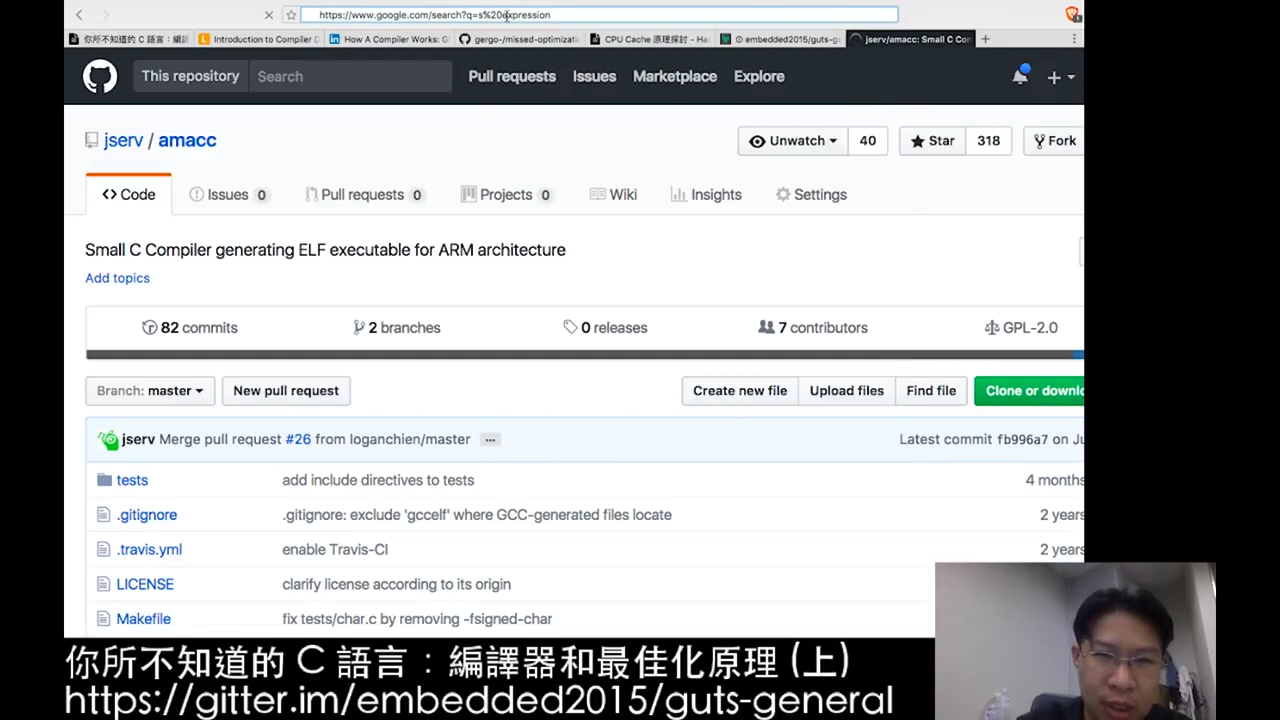 https://www.google.com/search?q=s%20expression
你所不知道的 C 語言：編譯
Introduction to Compiler D
How A Compiler Works: G
gergo-/missed-optimizatio
CPU Cache 原理探討 - Hac
embedded2015/guts-g
jserv/amacc: Small C Com
This repository
Search
Pull requests
Issues
Marketplace
Explore
jserv / amacc
Unwatch 40
Star 318
Fork
Code
Issues 0
Pull requests 0
Projects 0
Wiki
Insights
Settings
Small C Compiler generating ELF executable for ARM architecture
Add topics
82 commits
2 branches
0 releases
7 contributors
GPL-2.0
Branch: master
New pull request
Create new file
Upload files
Find file
Clone or downlo
jserv Merge pull request #26 from loganchien/master ...
Latest commit fb996a7 on Ju
tests add include directives to tests 4 months
.gitignore .gitignore: exclude 'gccelf' where GCC-generated files locate 2 years
.travis.yml enable Travis-CI 2 years
LICENSE clarify license according to its origin
Makefile fix tests/char.c by removing -fsigned-char
你所不知道的 C 語言：編譯器和最佳化原理 (上)
https://gitter.im/embedded2015/guts-general